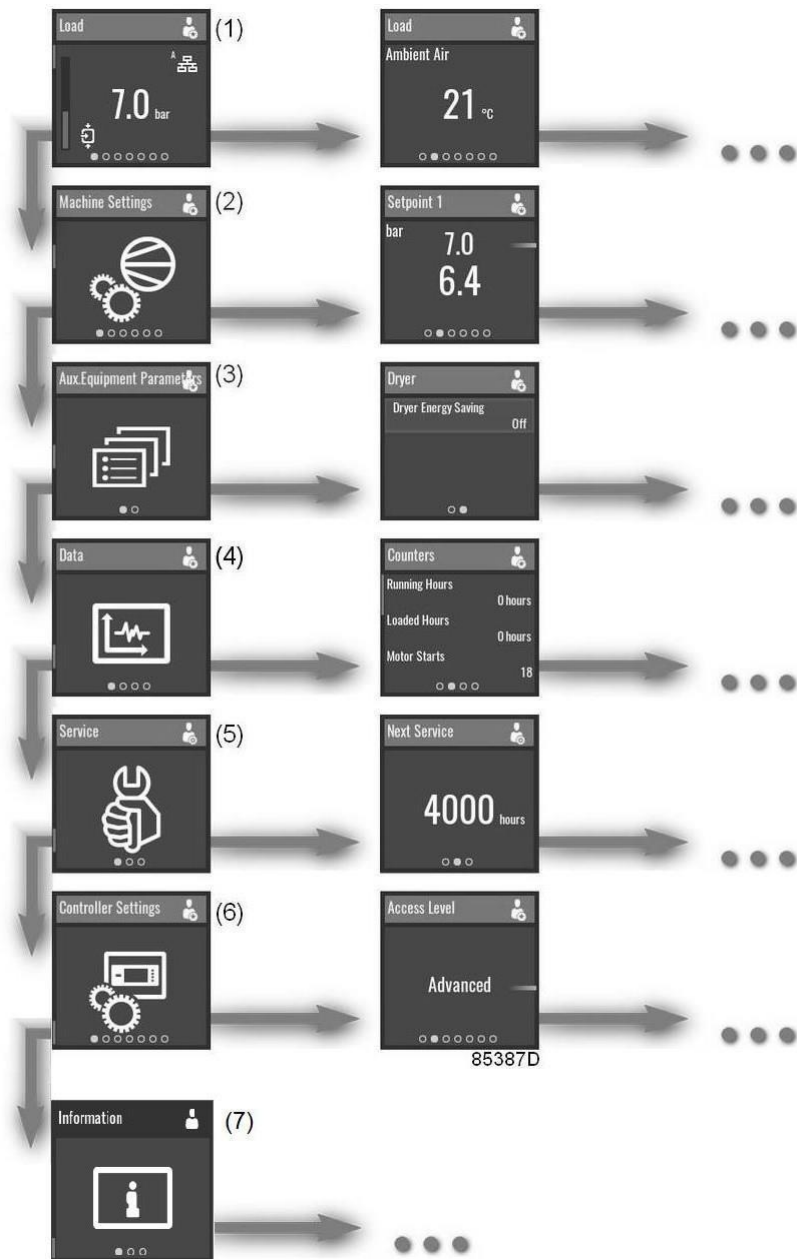 Load
(1)
A
7.0 bar
Load
Ambient Air
21 °C
Machine Settings
(2)
Setpoint 1
bar
7.0
6.4
Aux.Equipment Parameters
(3)
Dryer
Dryer Energy Saving
Off
Data
(4)
Counters
Running Hours
0 hours
Loaded Hours
0 hours
Motor Starts
18
Service
(5)
Next Service
4000 hours
Controller Settings
(6)
Access Level
Advanced
85387D
Information
(7)